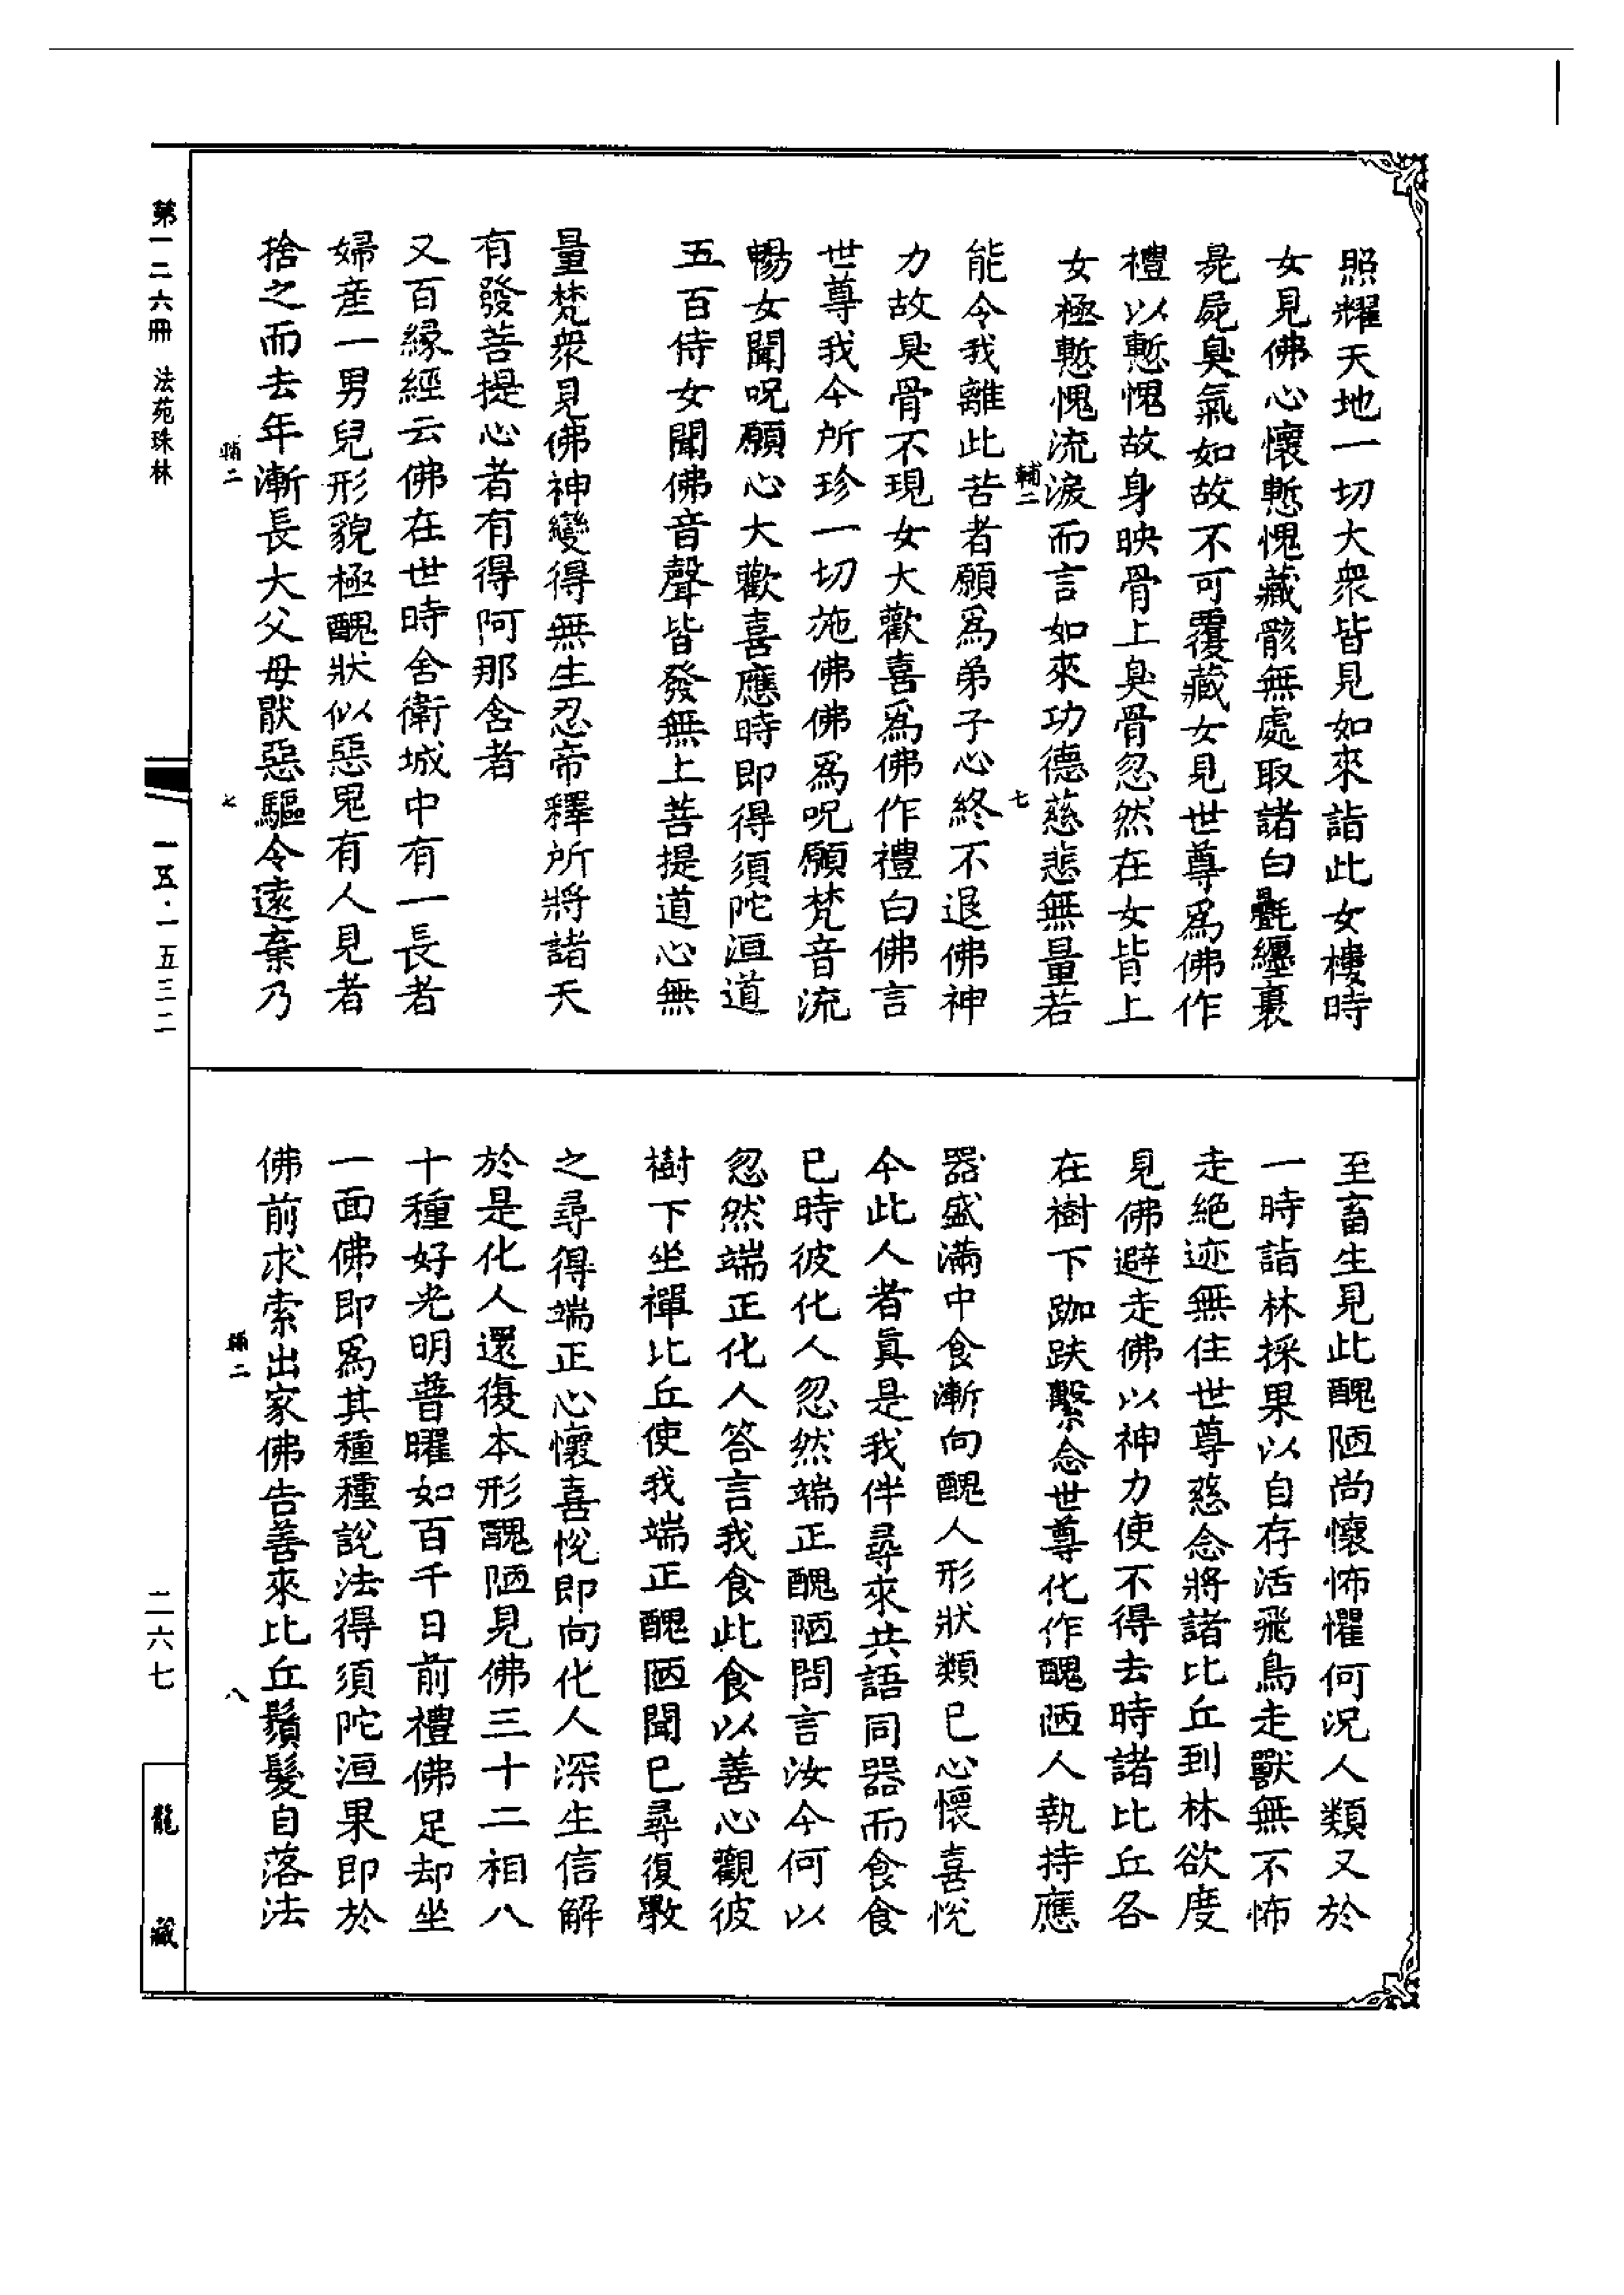 照耀天地一切大衆皆見如來詣此女樓時
女見佛心懷慙愧藏骸無處取諸白㲲纒裹
臰屍臭氣如故不可覆藏女見世尊爲佛作
禮以慙愧故身映骨上臭骨忽然在女背上
女極慙愧流淚而言如來功德慈悲無量若
輔二
七
能令我離此苦者願爲弟子心終不退佛神
力故臭骨不現女大歡喜爲佛作禮白佛言
世尊我今所珍一切施佛佛爲呪願梵音流
暢女聞呪願心大歡喜應時即得須陀洹道
五百侍女聞佛音聲皆發無上菩提道心無
量梵衆見佛神變得無生忍帝釋所將諸天
有發菩提心者有得阿那含者
又百緣經云佛在世時舍衛城中有一長者
婦産一男兒形貌極醜狀似惡鬼有人見者
捨之而去年漸長大父母猒惡驅令遠棄乃
輔二
七
至畜生見此醜陋尚懷怖懼何況人類又於
一時詣林採果以自存活飛鳥走獸無不怖
走絶迹無住世尊慈念將諸比丘到林欲度
見佛避走佛以神力使不得去時諸比丘各
在樹下跏趺繫念世尊化作醜陋人執持應
器盛滿中食漸向醜人形狀類已心懷喜悅
今此人者眞是我伴尋來共語同器而食食
已時彼化人忽然端正醜陋問言汝今何以
忽然端正化人答言我食此食以善心觀彼
樹下坐禪比丘使我端正醜陋聞已尋復斆
之尋得端正心懷喜悅即向化人深生信解
於是化人還復本形醜陋見佛三十二相八
十種好光明普曜如百千日前禮佛足却坐
一面佛即爲其種種說法得須陀洹果即於
佛前求索出家佛告善來比丘鬚髮自落法
輔二
八
第一二六冊 法苑珠林
一五·一五三二
二六七
龍藏